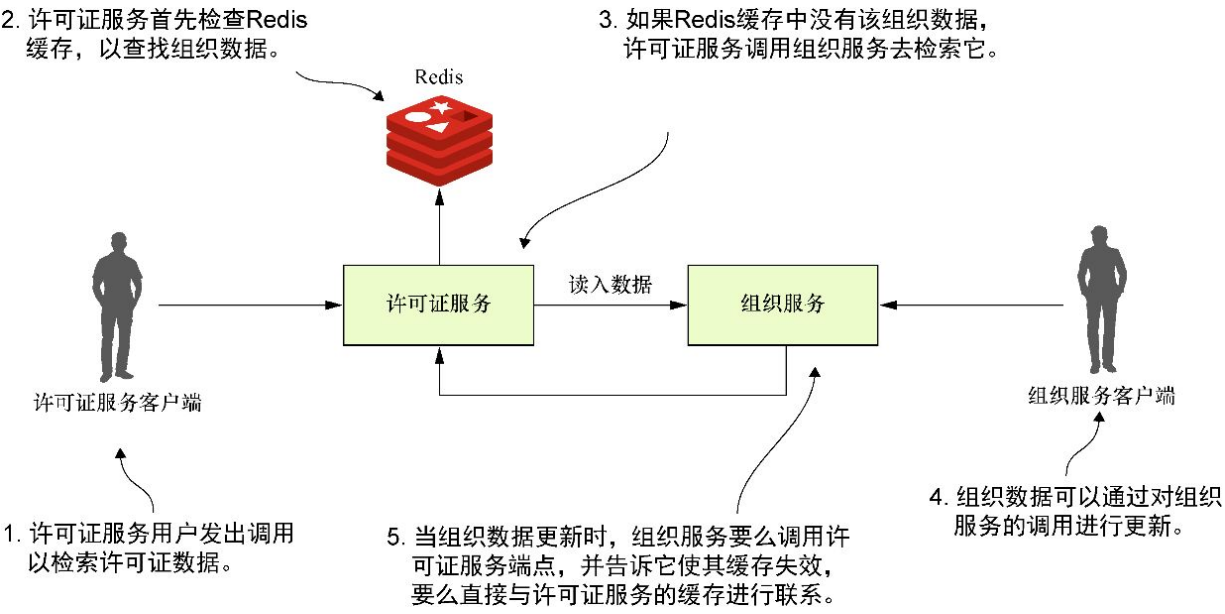 2. 许可证服务首先检查Redis
缓存，以查找组织数据。
3. 如果Redis缓存中没有该组织数据，
许可证服务调用组织服务去检索它。
Redis
许可证服务
读入数据
组织服务
许可证服务客户端
组织服务客户端
1. 许可证服务用户发出调用
以检索许可证数据。
5. 当组织数据更新时，组织服务要么调用许
可证服务端点，并告诉它使其缓存失效，
要么直接与许可证服务的缓存进行联系。
4. 组织数据可以通过对组织
服务的调用进行更新。